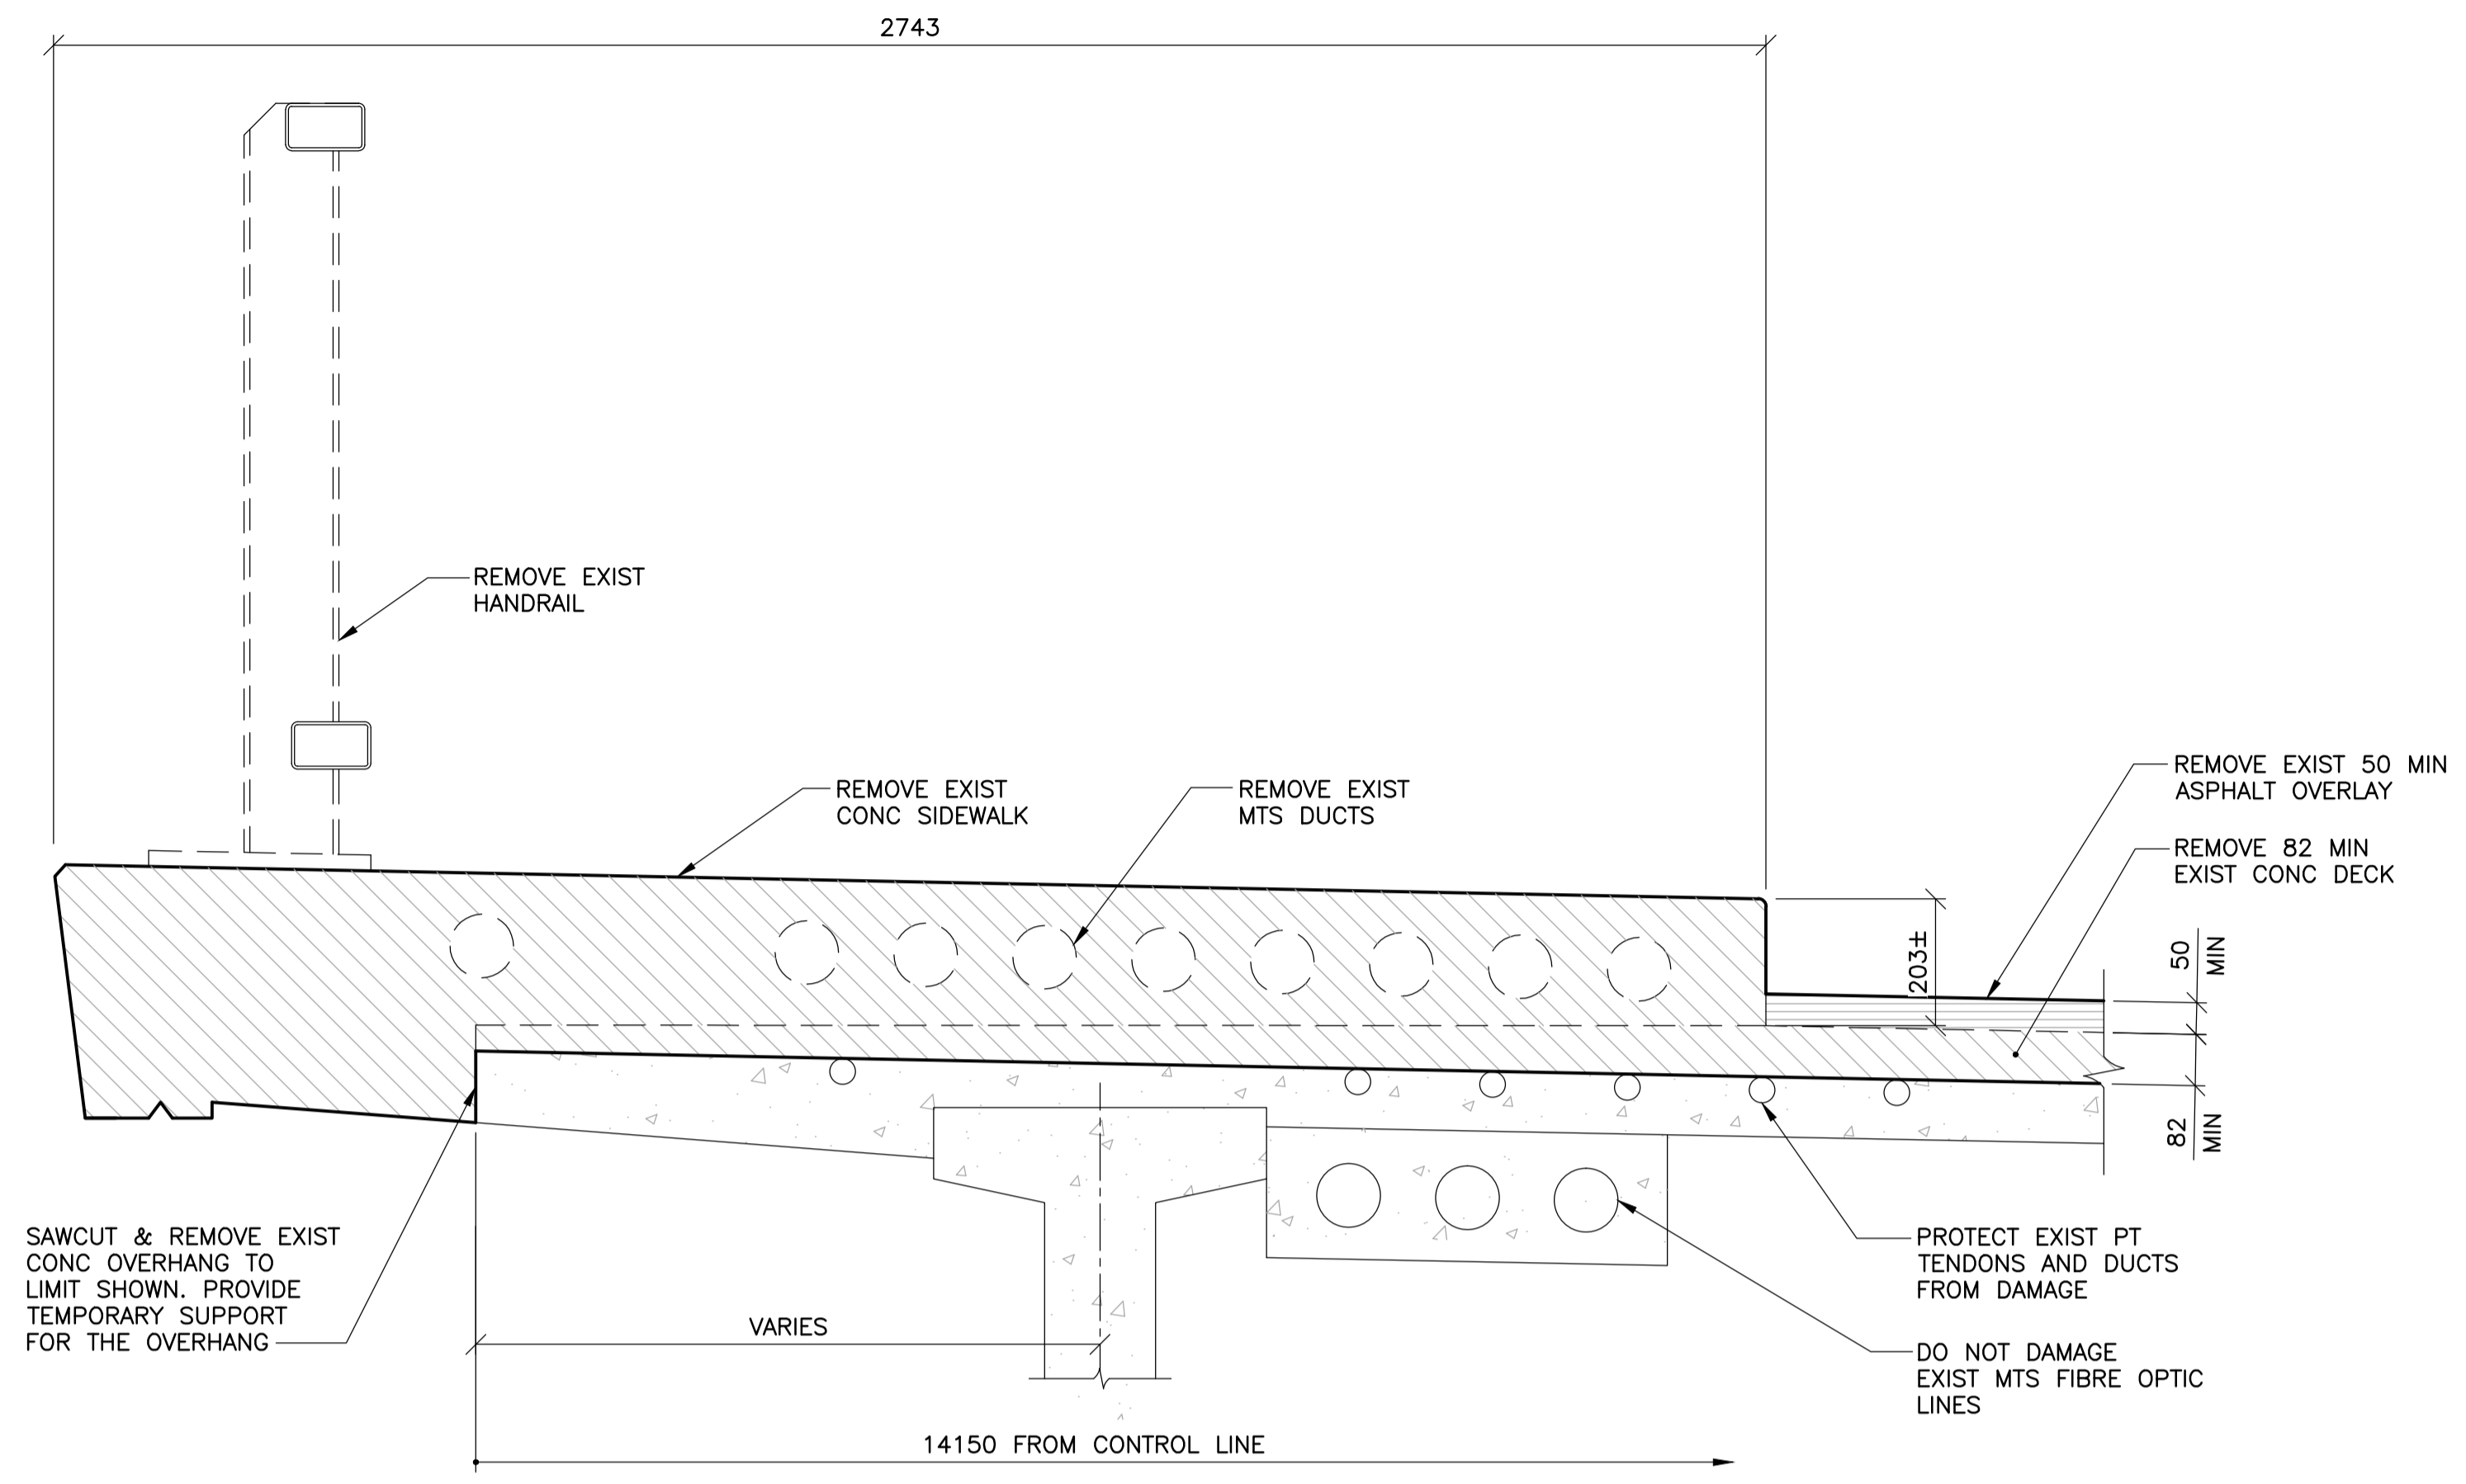 2743
REMOVE EXIST
HANDRAIL
REMOVE EXIST
CONC SIDEWALK
REMOVE EXIST
MTS DUCTS
REMOVE EXIST 50 MIN
ASPHALT OVERLAY
REMOVE 82 MIN
EXIST CONC DECK
203±
50
MIN
82
MIN
SAWCUT & REMOVE EXIST
CONC OVERHANG TO
LIMIT SHOWN. PROVIDE
TEMPORARY SUPPORT
FOR THE OVERHANG
VARIES
PROTECT EXIST PT
TENDONS AND DUCTS
FROM DAMAGE
DO NOT DAMAGE
EXIST MTS FIBRE OPTIC
LINES
14150 FROM CONTROL LINE